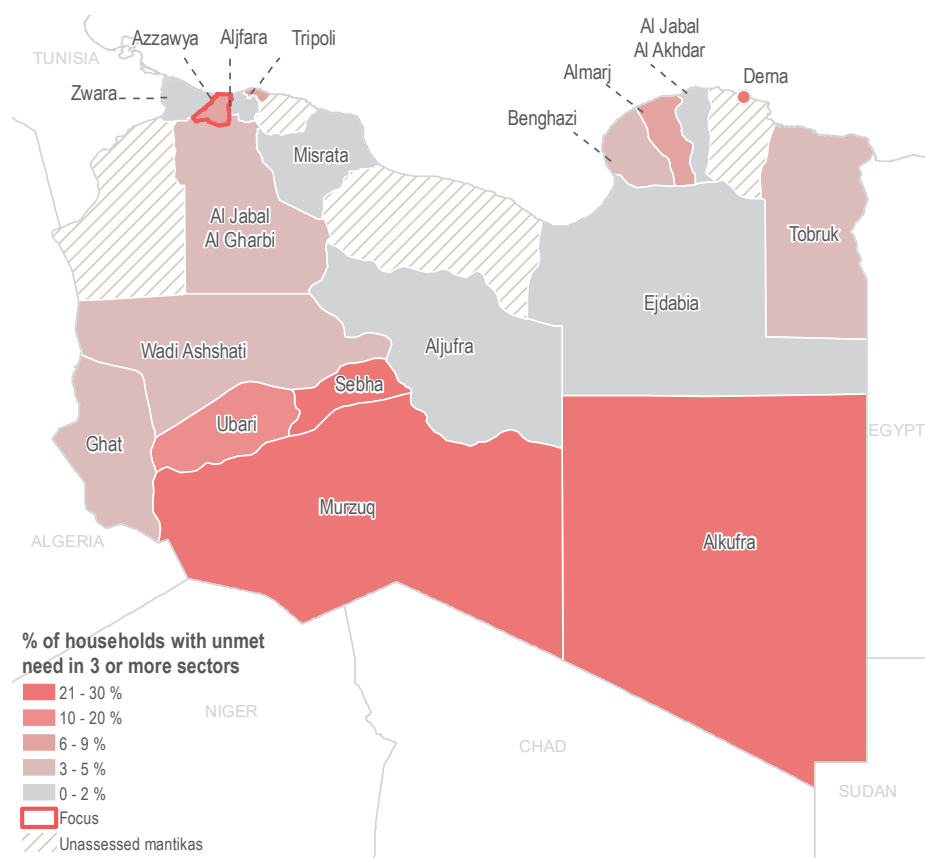 Al Jabal
Al Akhdar
Azzawya
Aljfara
Tripoli
TUNISIA
Almarj
Derna
Zwara
Benghazi
Misrata
Al Jabal
Al Gharbi
Tobruk
Ejdabia
Wadi Ashshati
Aljufra
Sebha
Ubari
Ghat
EGYPT
Murzuq
ALGERIA
Alkufra
% of households with unmet
need in 3 or more sectors
21 - 30 %
10 - 20 %
6 - 9 %
3 - 5 %
0 - 2 %
Focus
Unassessed mantikas
NIGER
CHAD
SUDAN